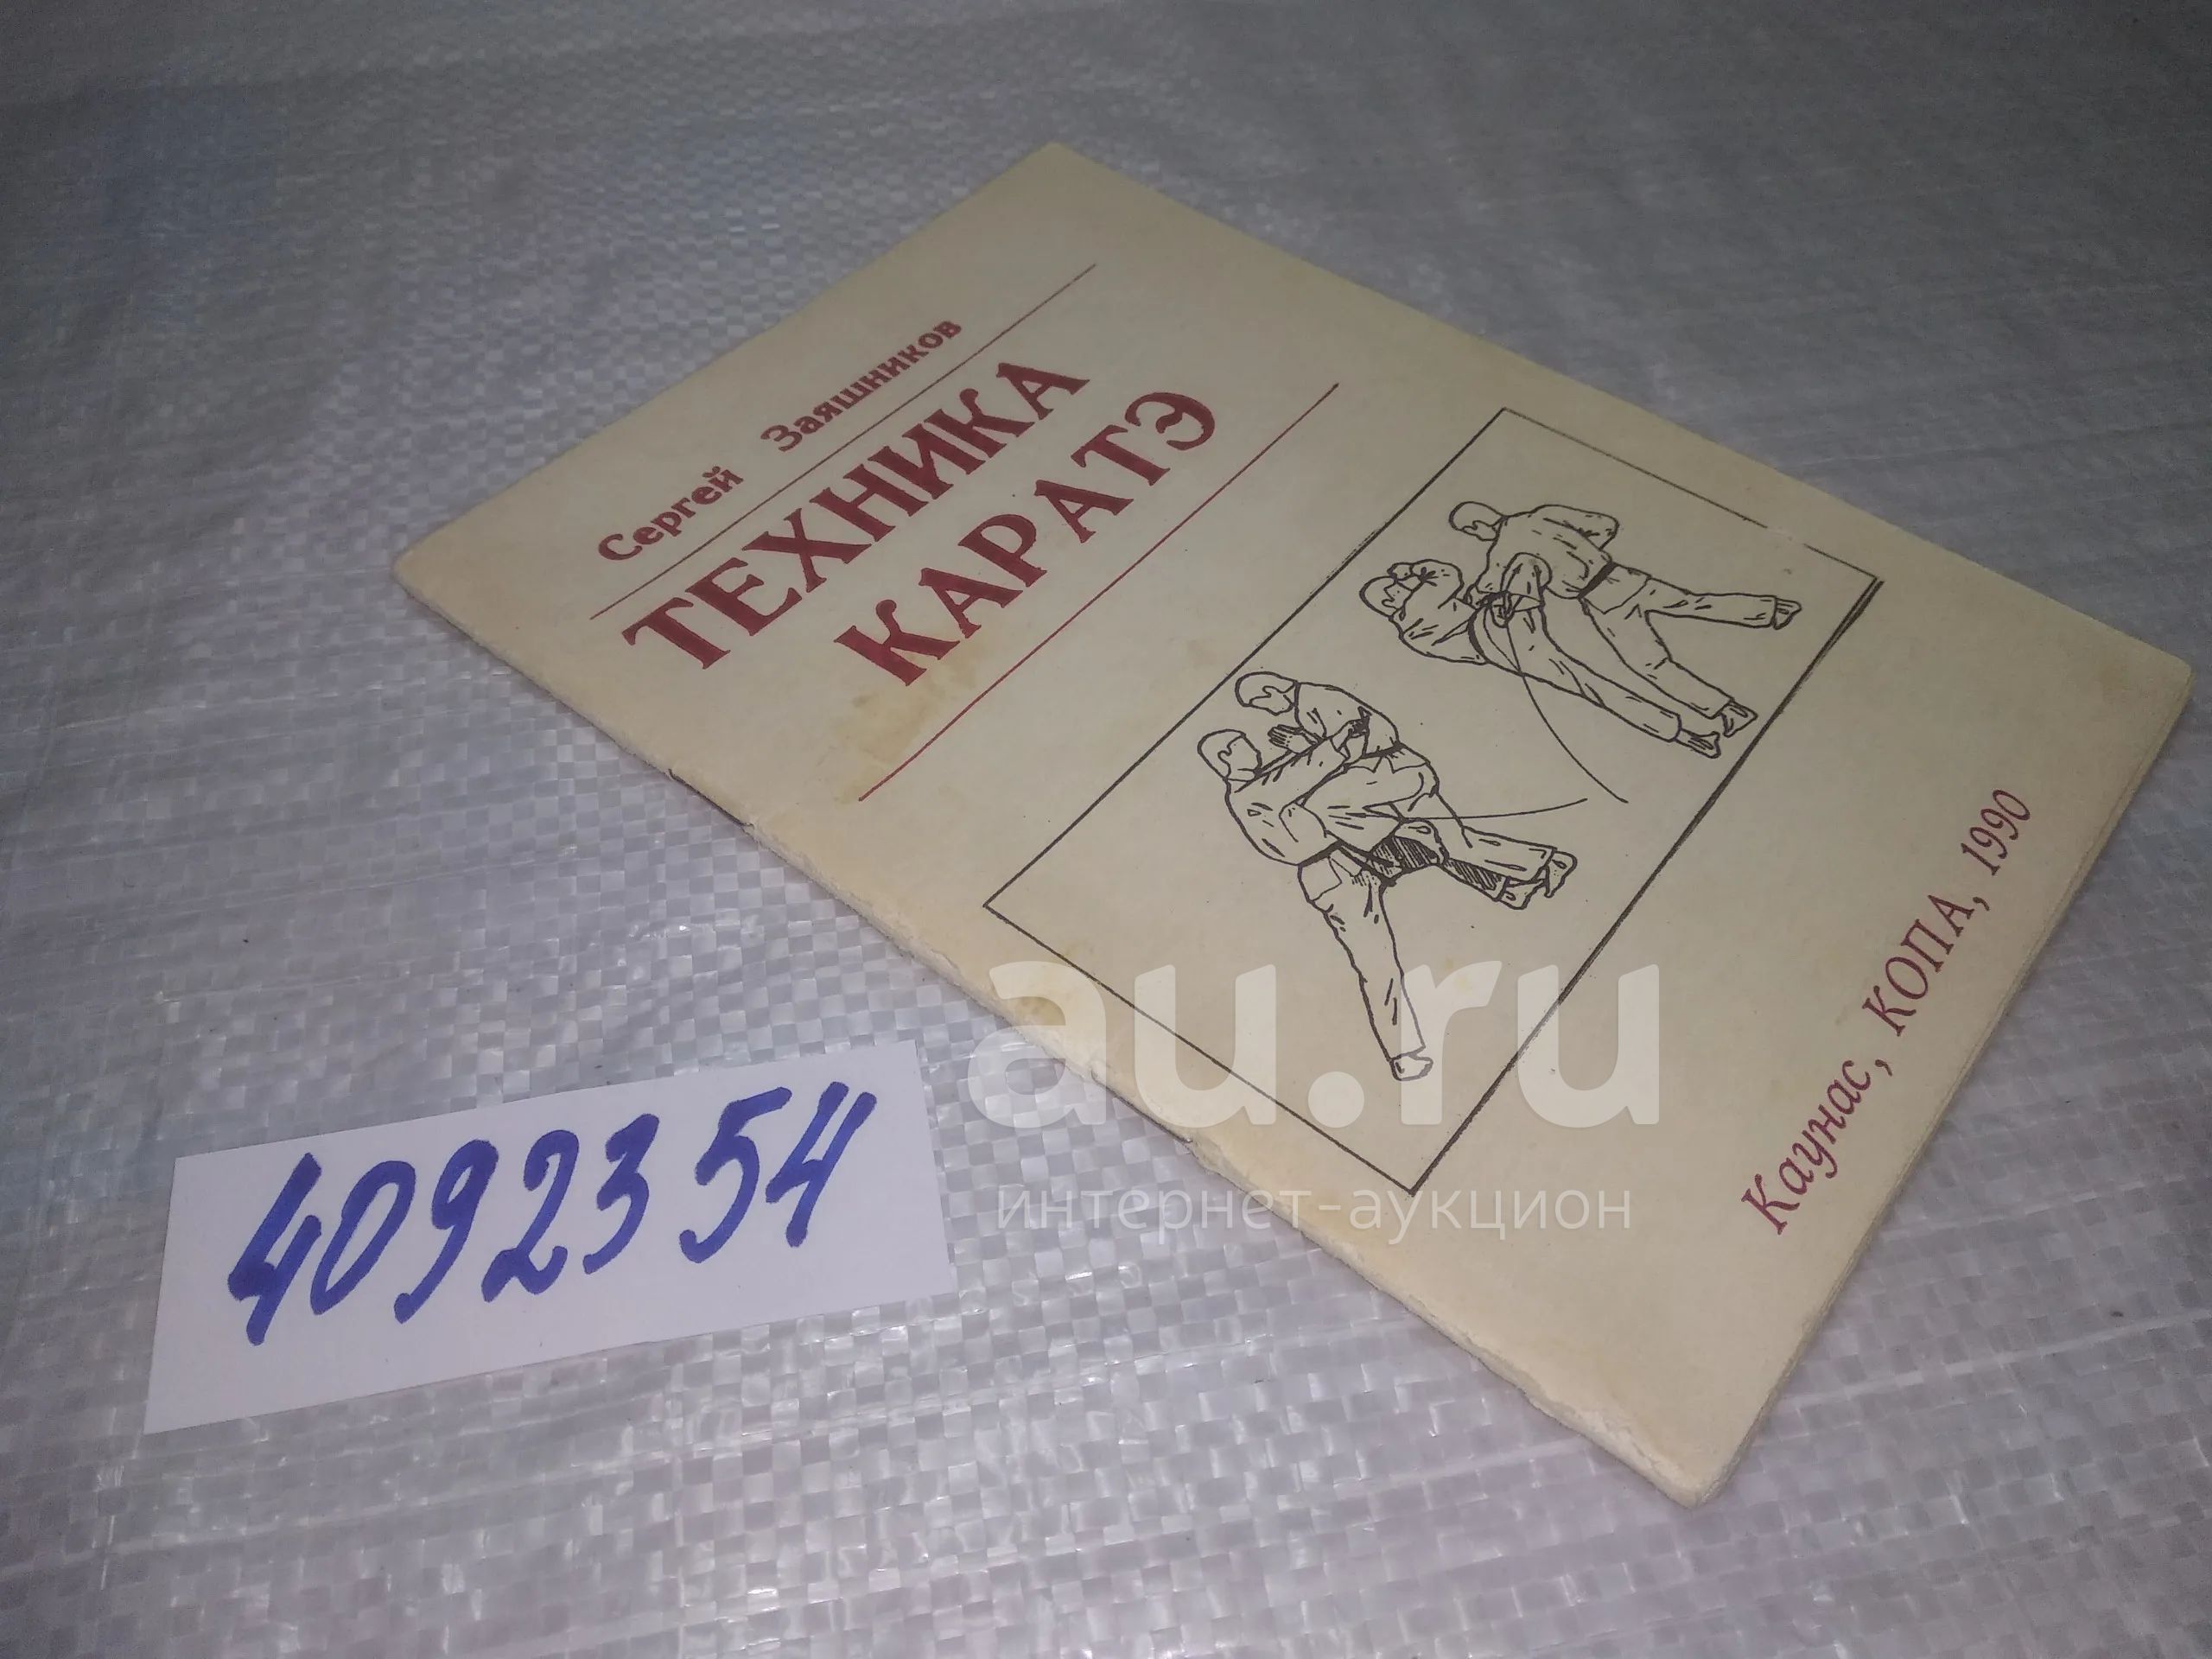 Сергей Заяшников
ТЕХНИКА
КАРАТЭ
Каунас, КОПА, 1990
4092354
au.ru
интернет-аукцион